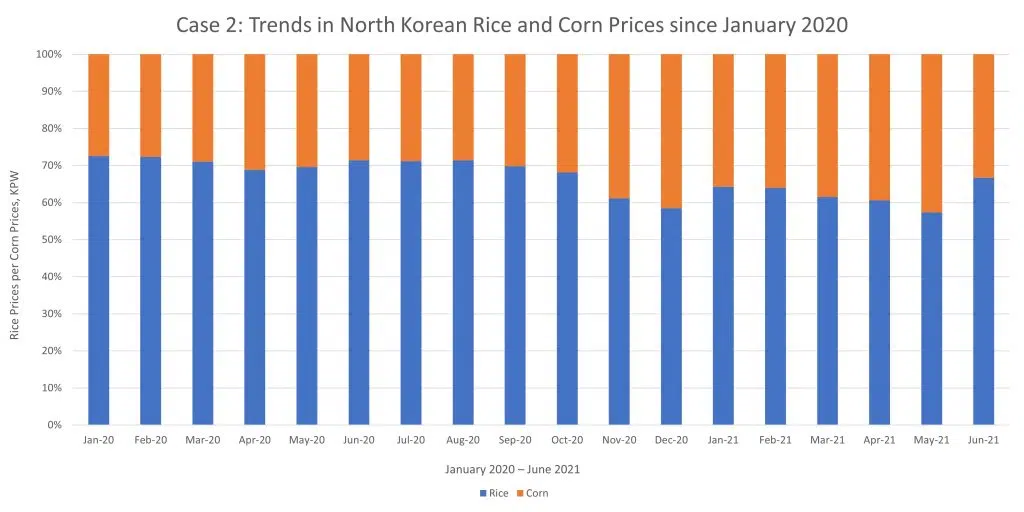 Case 2: Trends in North Korean Rice and Corn Prices since January 2020
100%
90%
80%
70%
60%
50%
40%
30%
20%
10%
0%
Rice Prices per Corn Prices, KPW
Jan-20 Feb-20 Mar-20 Apr-20 May-20 Jun-20 Jul-20 Aug-20 Sep-20 Oct-20 Nov-20 Dec-20 Jan-21 Feb-21 Mar-21 Apr-21 May-21 Jun-21
January 2020 – June 2021
Rice Corn